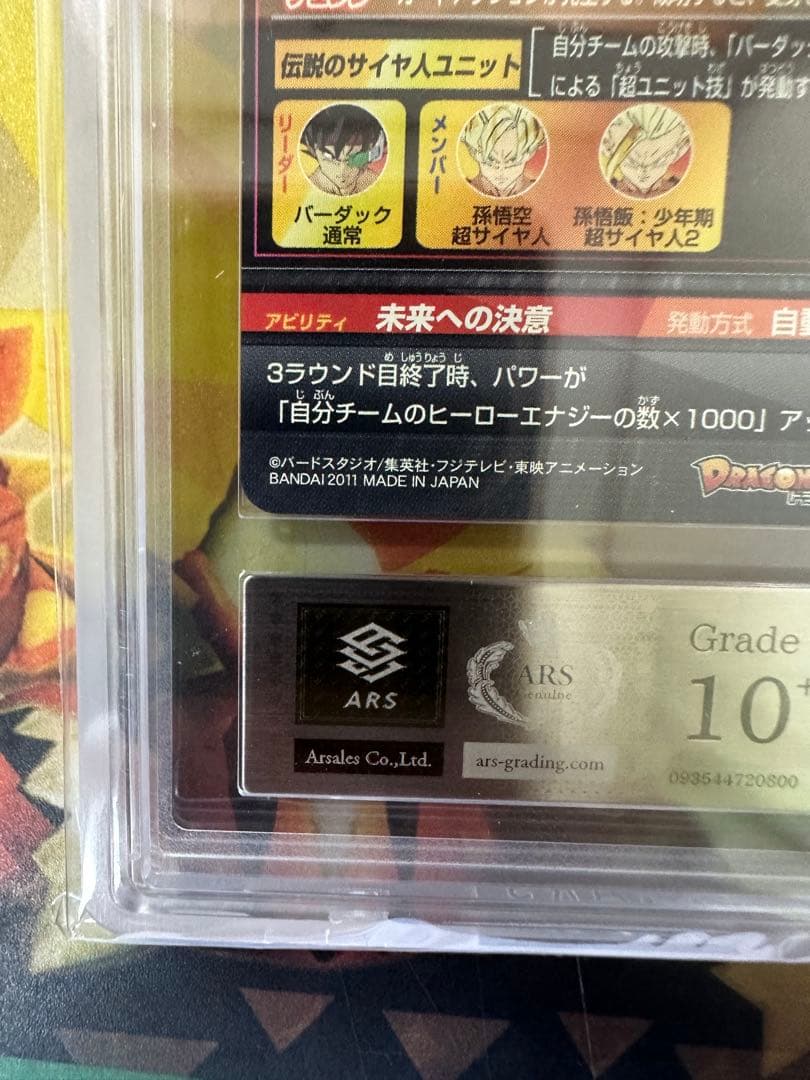 伝説のサイヤ人ユニット
自分チームの攻撃時、「バーダック
による「超ユニット技」が発動す
リーダー
バーダック
通常
メンバー
孫悟空
超サイヤ人
孫悟飯：少年期
超サイヤ人2
アビリティ 未来への決意 発動方式 自動
3ラウンド目終了時、パワーが
「自分チームのヒーローエナジーの数×1000」アッ
©バードスタジオ/集英社・フジテレビ・東映アニメーション
BANDAI 2011 MADE IN JAPAN
DRAGON
ARS
Arsales Co.,Ltd.
ARS
Genuine
ars-grading.com
Grade
10+
093544720800